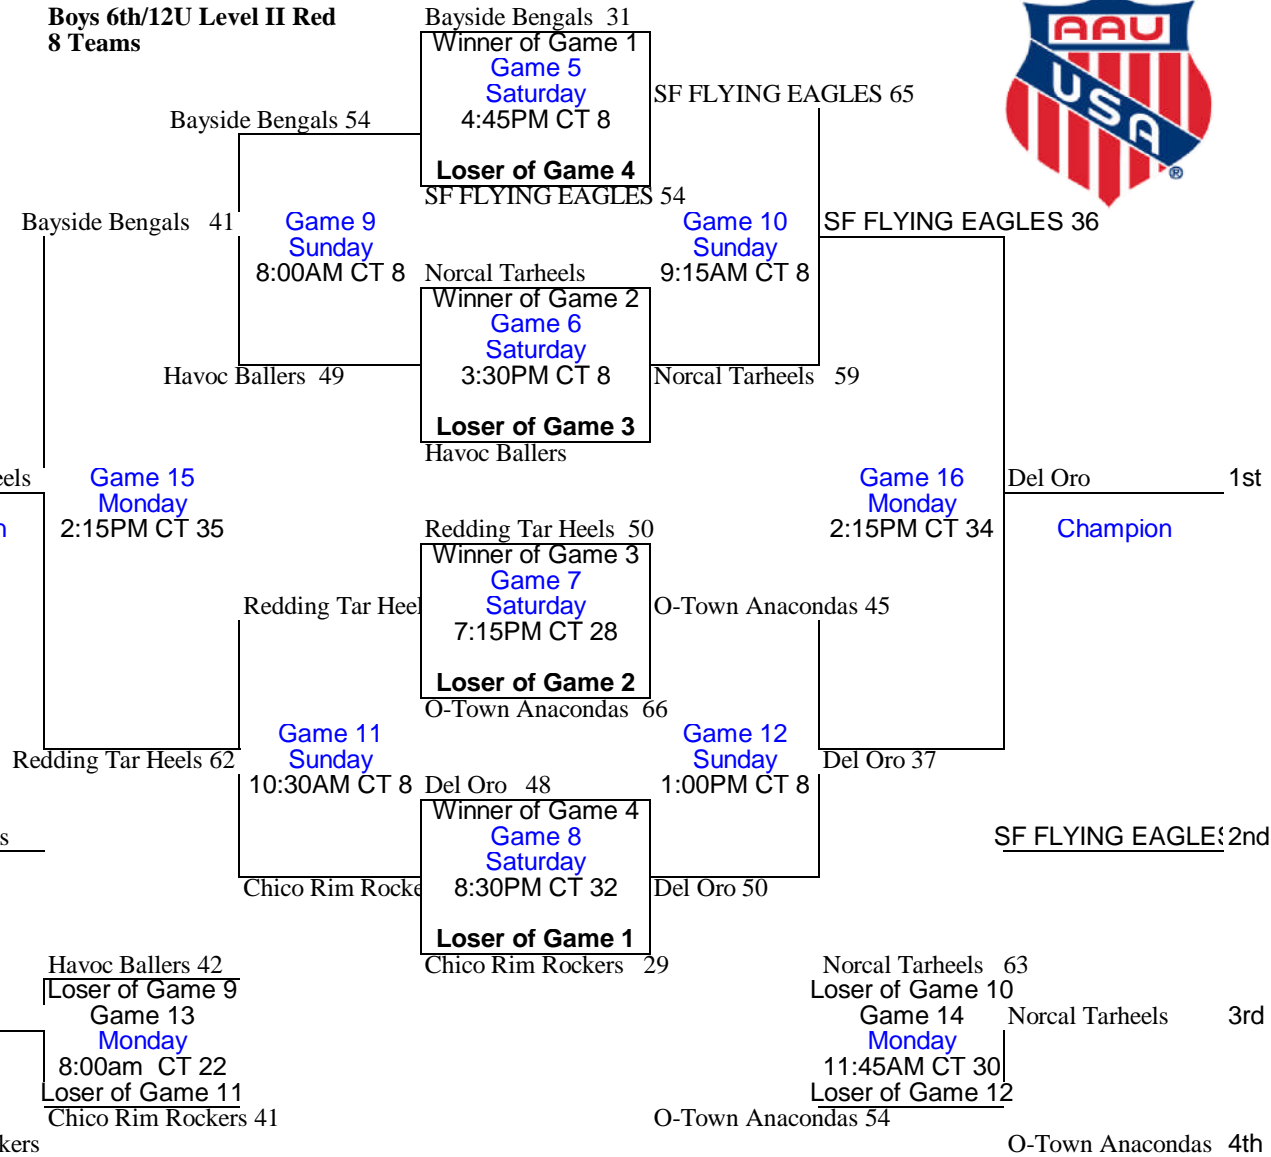 Boys 6th/12U Level II Red
8 Teams
Bayside Bengals 31
Winner of Game 1
Game 5
Saturday
4:45PM CT 8
Loser of Game 4
SF FLYING EAGLES 54
AAU
USA
®
SF FLYING EAGLES 65
Bayside Bengals 54
Bayside Bengals 41
Game 9
Sunday
8:00AM CT 8
Game 10
Sunday
9:15AM CT 8
SF FLYING EAGLES 36
Norcal Tarheels
Winner of Game 2
Game 6
Saturday
3:30PM CT 8
Loser of Game 3
Havoc Ballers
Havoc Ballers 49
Norcal Tarheels 59
eels
Game 15
Monday
2:15PM CT 35
Game 16
Monday
2:15PM CT 34
Del Oro 1st
Champion
Redding Tar Heels 50
Winner of Game 3
Game 7
Saturday
7:15PM CT 28
Loser of Game 2
O-Town Anacondas 66
Redding Tar Heel
O-Town Anacondas 45
Game 11
Sunday
10:30AM CT 8
Game 12
Sunday
1:00PM CT 8
Redding Tar Heels 62
Del Oro 37
Del Oro 48
Winner of Game 4
Game 8
Saturday
8:30PM CT 32
Loser of Game 1
Chico Rim Rockers 29
s
SF FLYING EAGLES 2nd
Chico Rim Rocke
Del Oro 50
Havoc Ballers 42
Loser of Game 9
Game 13
Monday
8:00am CT 22
Loser of Game 11
Chico Rim Rockers 41
Norcal Tarheels 63
Loser of Game 10
Game 14
Monday
11:45AM CT 30
Loser of Game 12
O-Town Anacondas 54
Norcal Tarheels 3rd
kers
O-Town Anacondas 4th